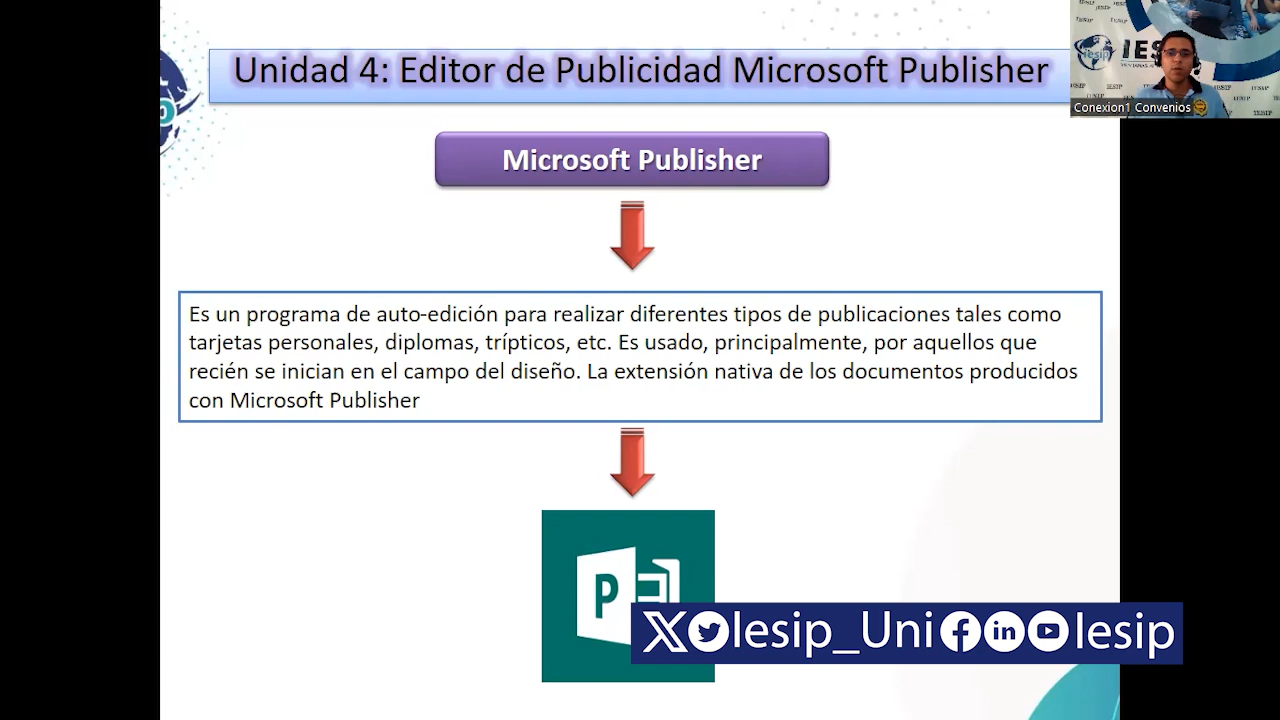 Unidad 4: Editor de Publicidad Microsoft Publisher
IESIP
iesip
Conexion1 Convenios
Microsoft Publisher
Es un programa de auto-edición para realizar diferentes tipos de publicaciones tales como
tarjetas personales, diplomas, trípticos, etc. Es usado, principalmente, por aquellos que
recién se inician en el campo del diseño. La extensión nativa de los documentos producidos
con Microsoft Publisher
P
Iesip_Uni
Iesip